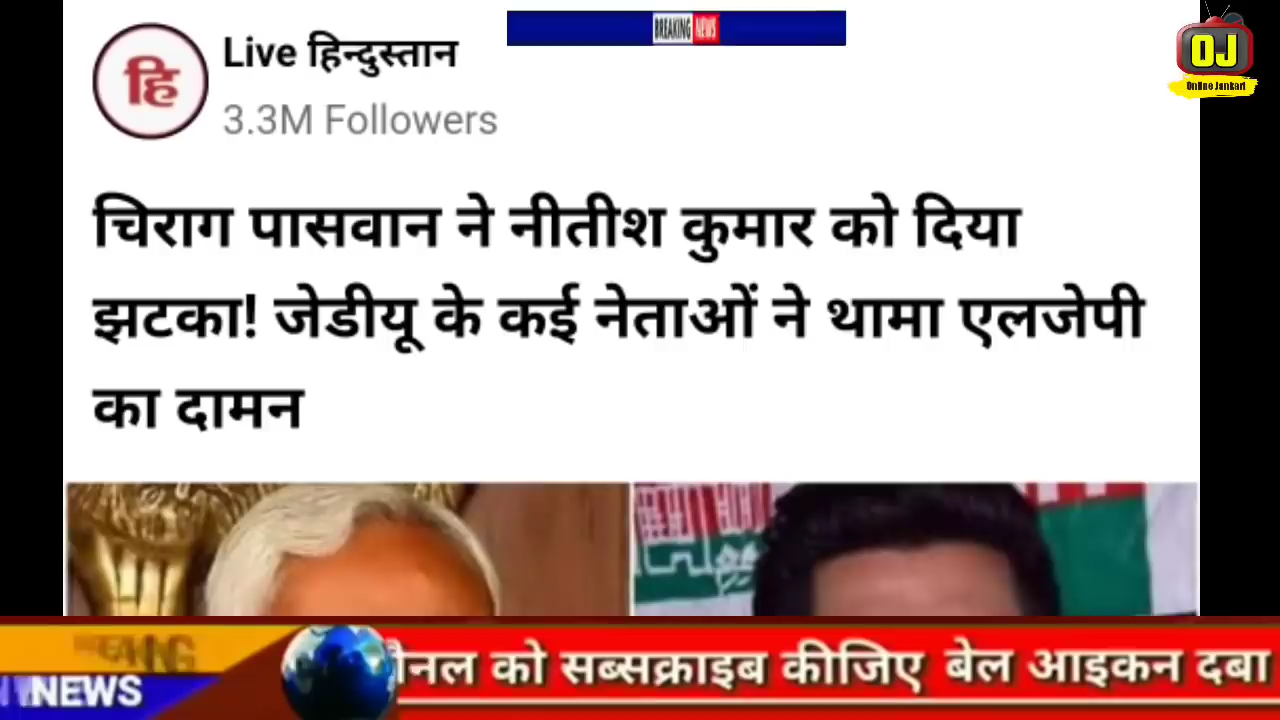 BREAKING NEWS
OJ
Online Jankari
हि
Live हिन्दुस्तान
3.3M Followers
चिराग पासवान ने नीतीश कुमार को दिया
झटका! जेडीयू के कई नेताओं ने थामा एलजेपी
का दामन
NEWS
को सब्सक्राइब कीजिए बेल आइकन दबा